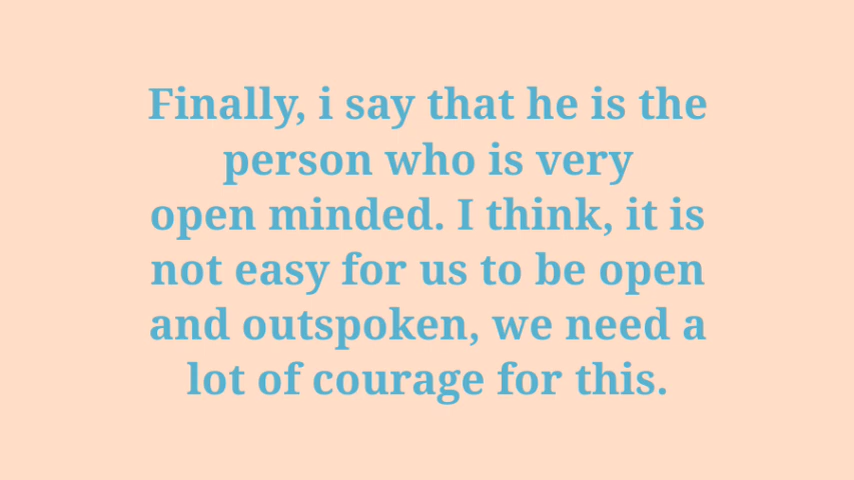 Finally, i say that he is the
person who is very
open minded. I think, it is
not easy for us to be open
and outspoken, we need a
lot of courage for this.